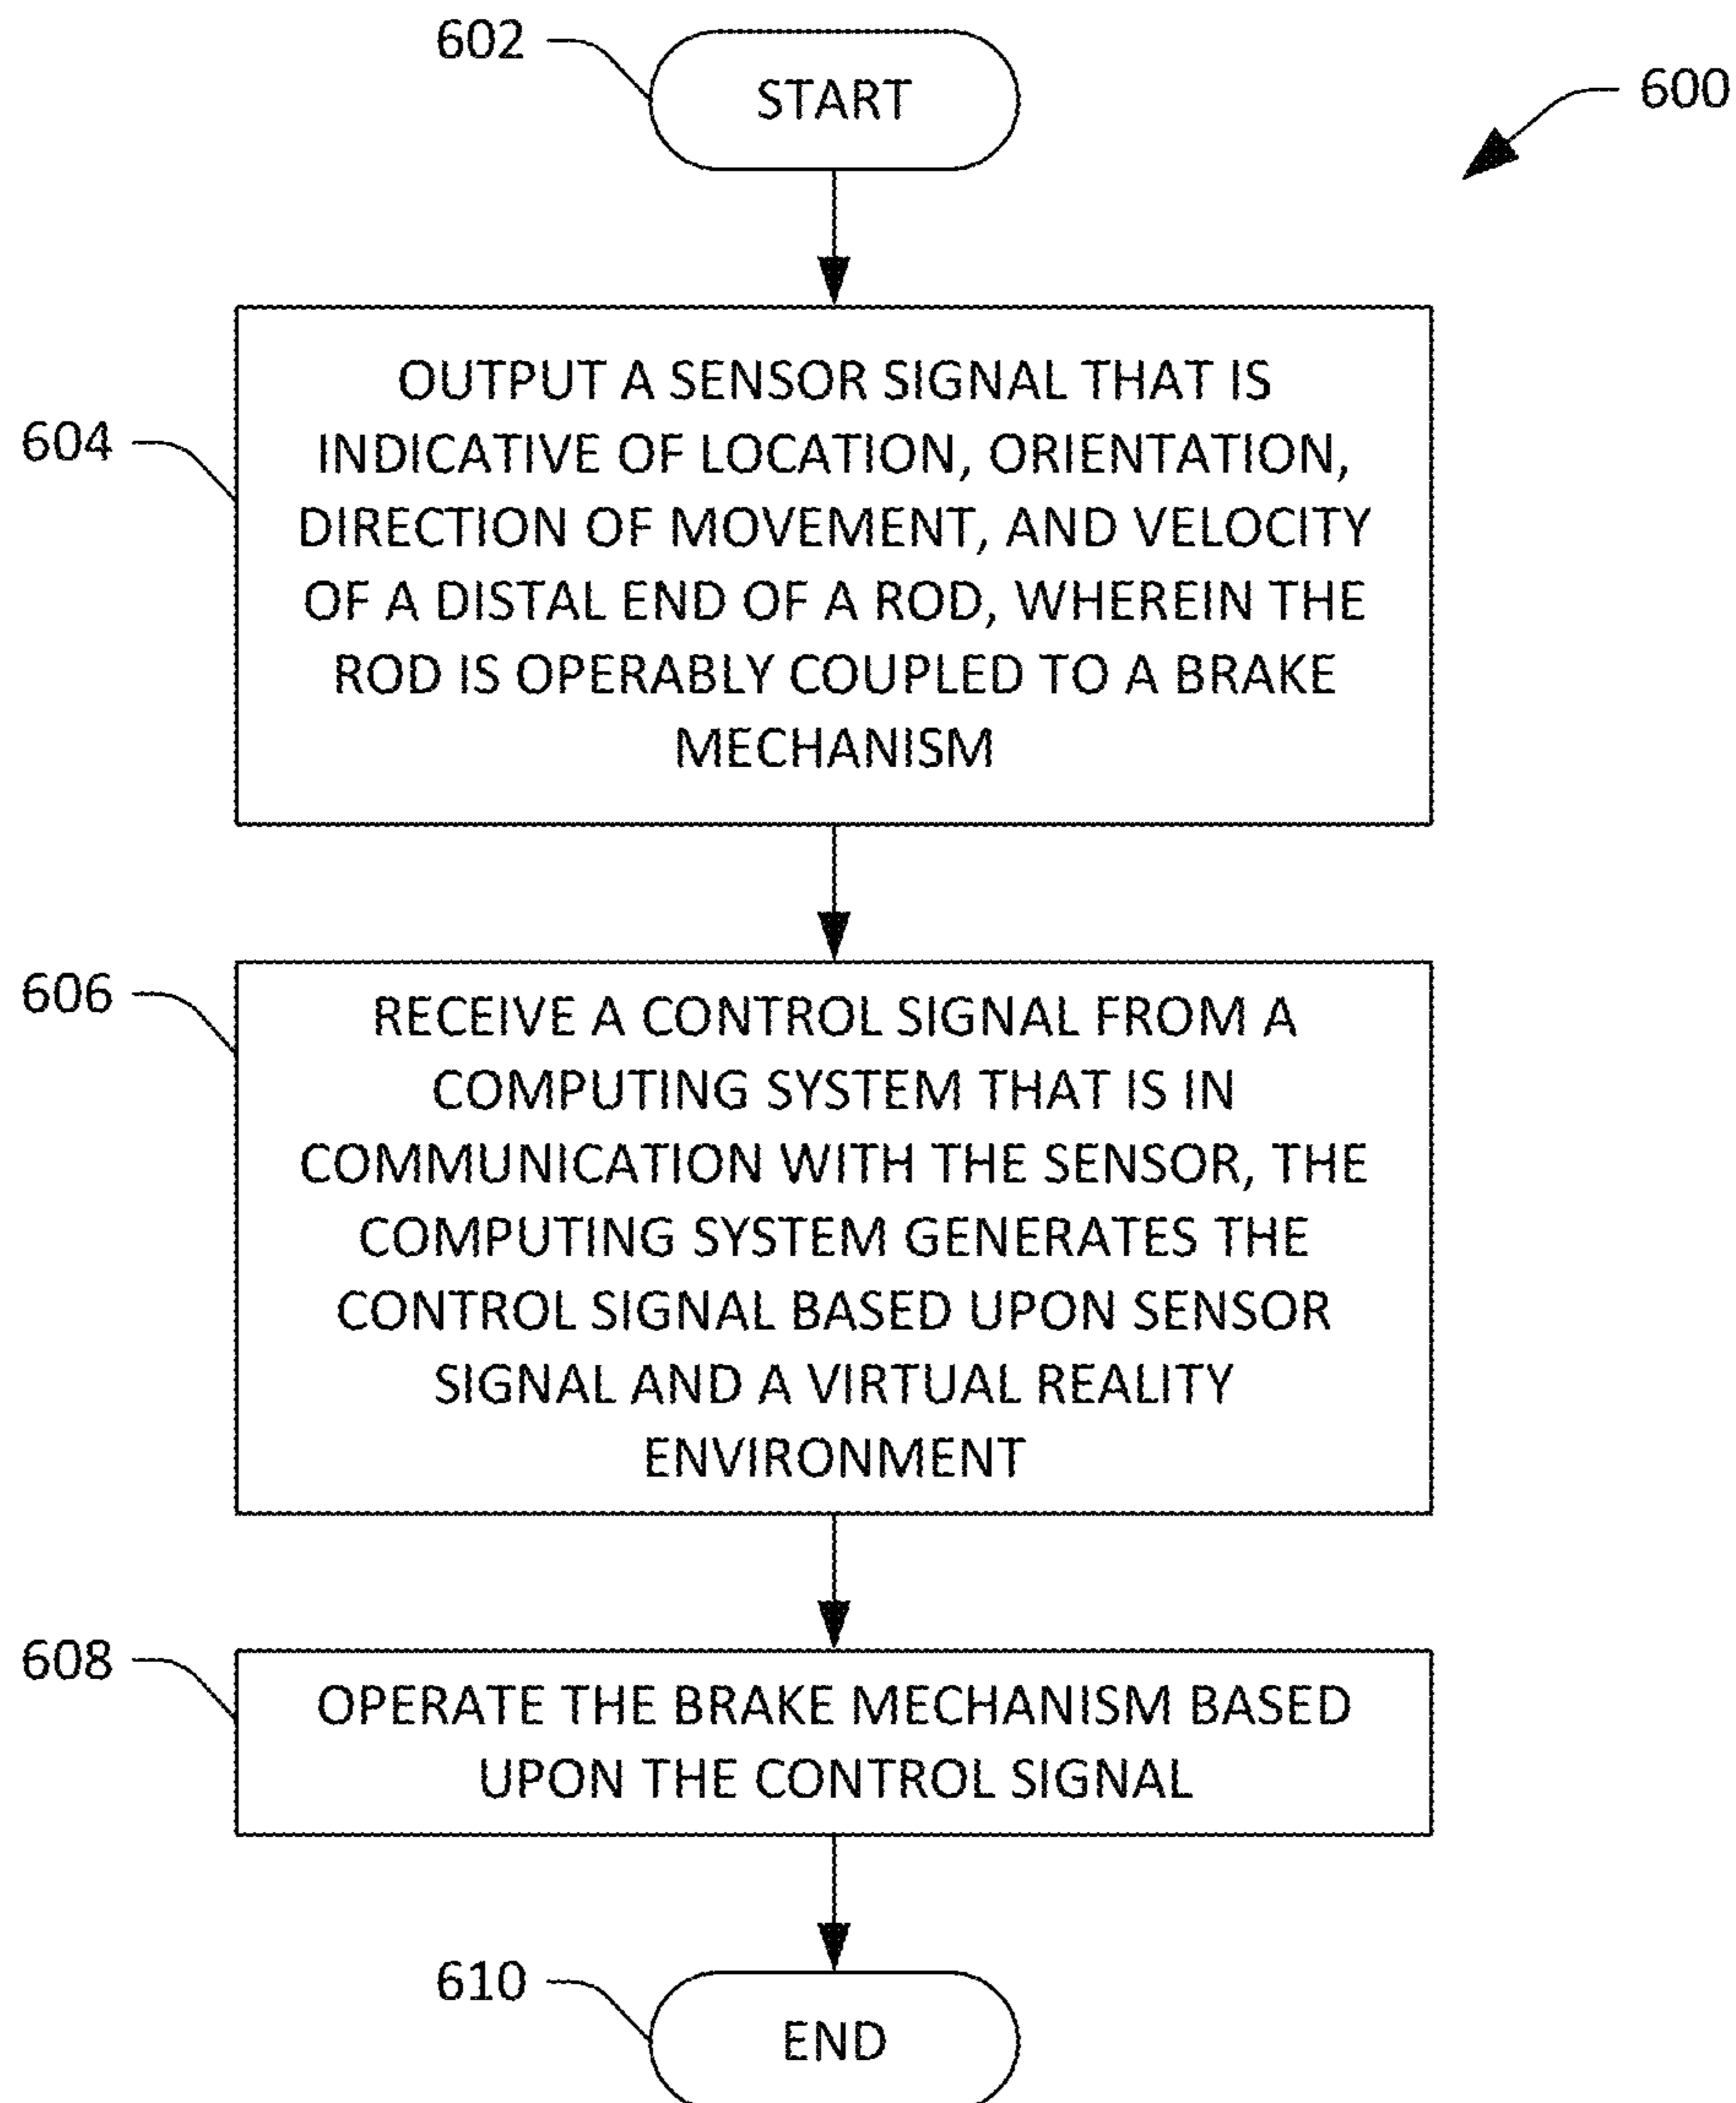 602
START
600
604
OUTPUT A SENSOR SIGNAL THAT IS
INDICATIVE OF LOCATION, ORIENTATION,
DIRECTION OF MOVEMENT, AND VELOCITY
OF A DISTAL END OF A ROD, WHEREIN THE
ROD IS OPERABLY COUPLED TO A BRAKE
MECHANISM
606
RECEIVE A CONTROL SIGNAL FROM A
COMPUTING SYSTEM THAT IS IN
COMMUNICATION WITH THE SENSOR, THE
COMPUTING SYSTEM GENERATES THE
CONTROL SIGNAL BASED UPON SENSOR
SIGNAL AND A VIRTUAL REALITY
ENVIRONMENT
608
OPERATE THE BRAKE MECHANISM BASED
UPON THE CONTROL SIGNAL
610
END